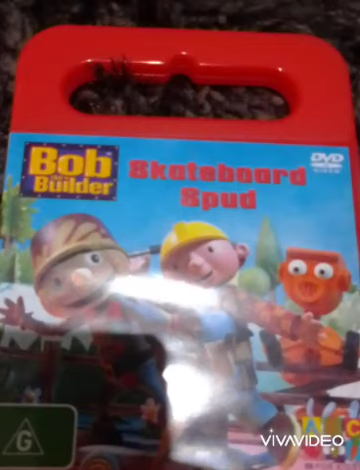 Bob
the Builder
Skateboard
Spud
DVD
VIDEO
G
VIVAVIDEO